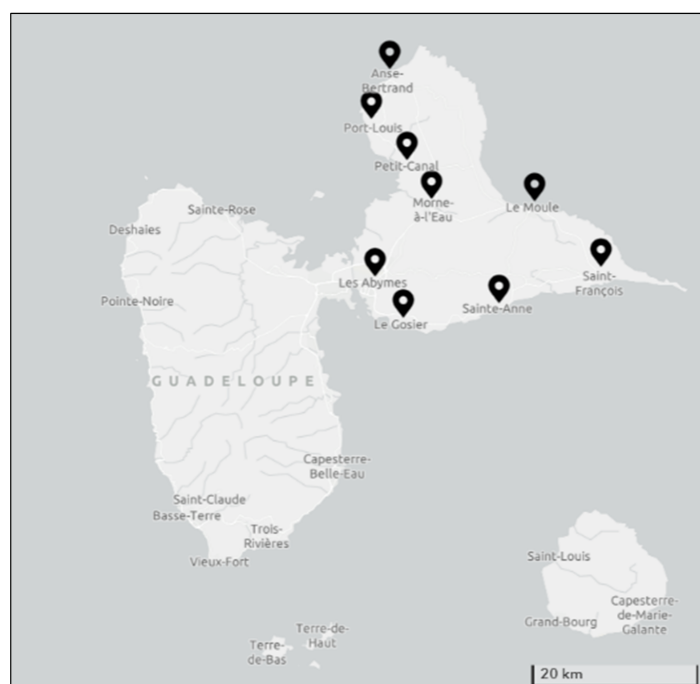 Anse-
Bertrand
Port-Louis
Petit-Canal
Morne-
à-l'Eau
Le Moule
Sainte-Rose
Deshaies
Saint-
François
Les Abymes
Pointe-Noire
Sainte-Anne
Le Gosier
GUADELOUPE
Capesterre-
Belle-Eau
Saint-Claude
Basse-Terre
Trois-
Rivières
Vieux-Fort
Saint-Louis
Capesterre-
de-Marie-
Galante
Grand-Bourg
Terre-de-
Haut
Terre-
de-Bas
20 km